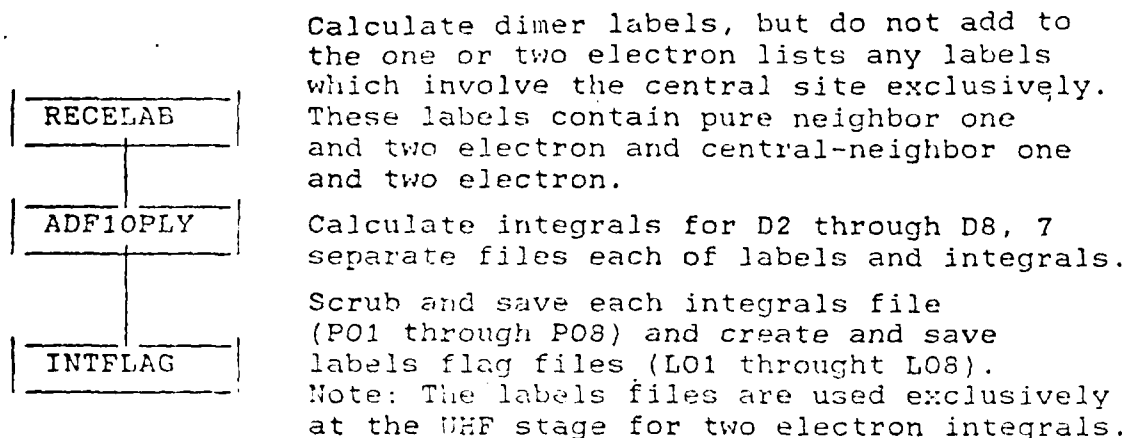 Calculate dimer labels, but do not add to
the one or two electron lists any labels
which involve the central site exclusively.
RECELAB
These labels contain pure neighbor one
and two electron and central-neighbor one
and two electron.
ADF10PLY
Calculate integrals for D2 through D8, 7
separate files each of labels and integrals.
Scrub and save each integrals file
(P01 through P08) and create and save
INTFLAG
labels flag files (L01 throught L08).
Note: The labels files are used exclusively
at the UHF stage for two electron integrals.